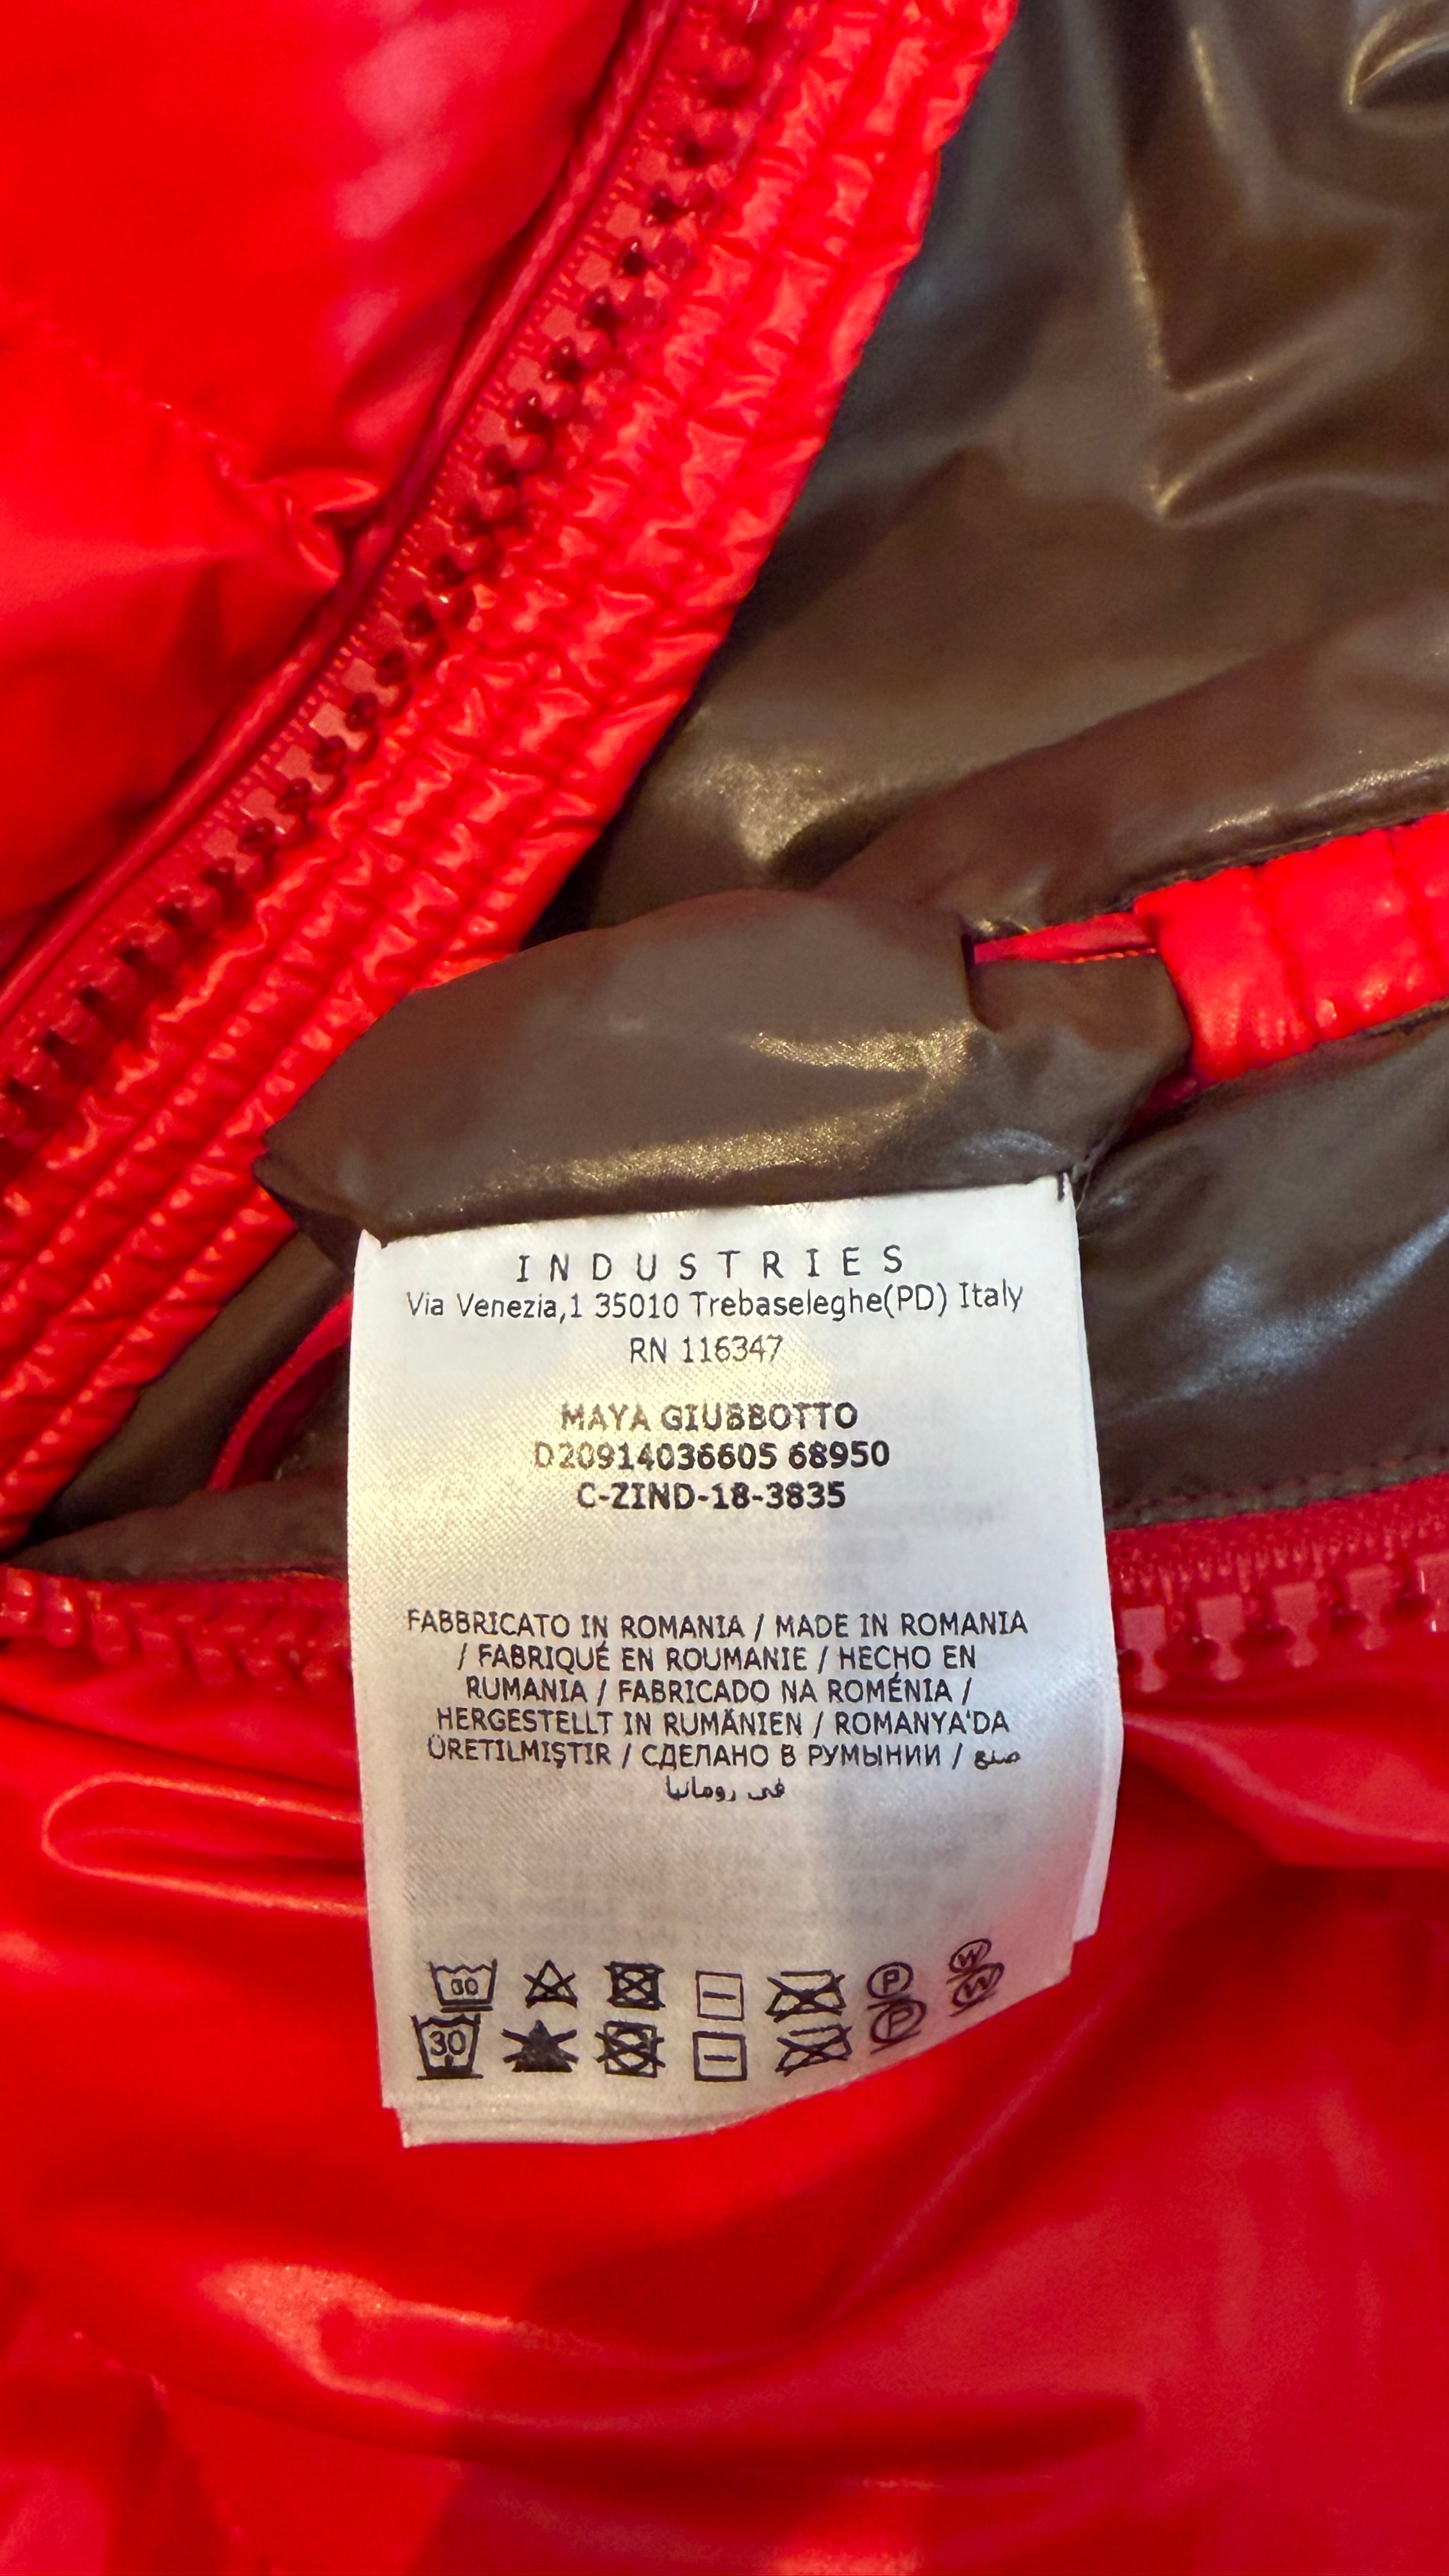 INDUSTRIES
Via Venezia,1 35010 Trebaseleghe(PD) Italy
RN 116347
MAYA GIUBBOTTO
D20914036605 68950
C-ZIND-18-3835
FABBRICATO IN ROMANIA / MADE IN ROMANIA
/ FABRIQUÉ EN ROUMANIE / HECHO EN
RUMANIA / FABRICADO NA ROMÉNIA /
HERGESTELLT IN RUMÄNIEN / ROMANYA'DA
ÜRETILMIŞTIR / СДЕЛАНО В РУМЫНИИ / صنع
فى رومانيا
P W
30 P W